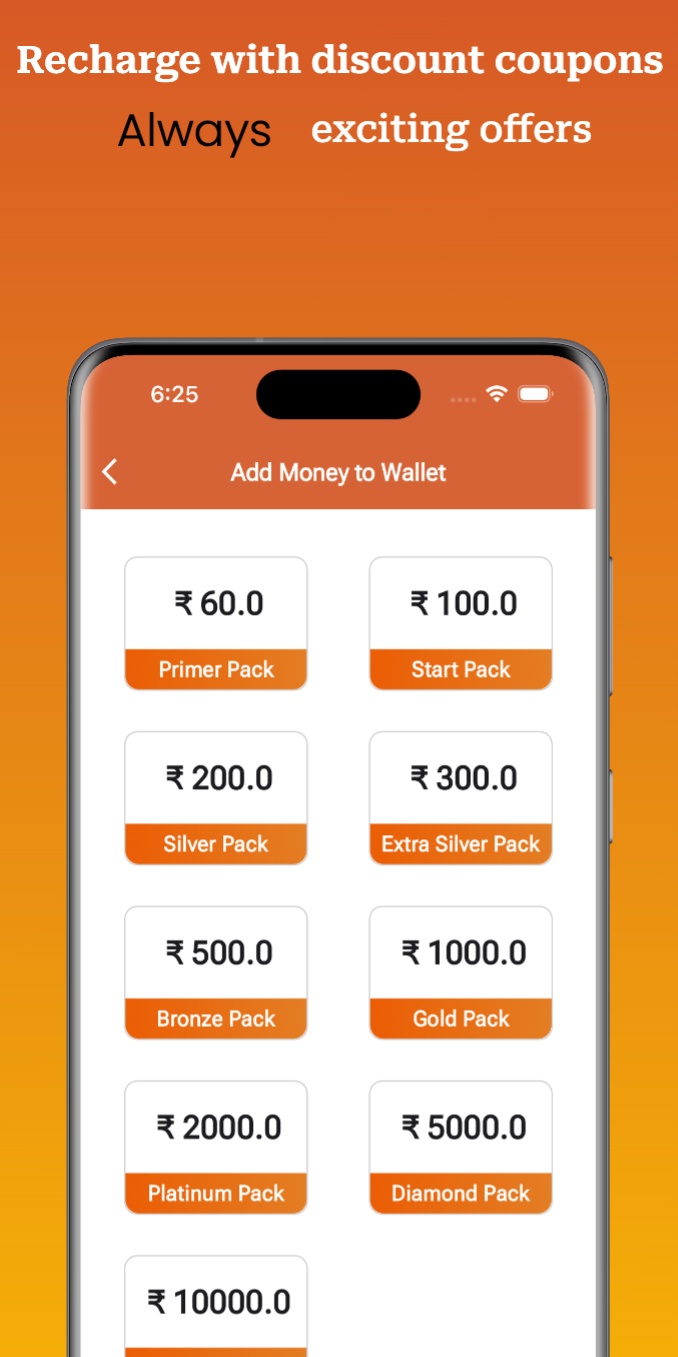 Recharge with discount coupons
Always exciting offers
6:25
Add Money to Wallet
₹ 60.0 ₹ 100.0
Primer Pack Start Pack
₹ 200.0 ₹ 300.0
Silver Pack Extra Silver Pack
₹ 500.0 ₹ 1000.0
Bronze Pack Gold Pack
₹ 2000.0 ₹ 5000.0
Platinum Pack Diamond Pack
₹ 10000.0